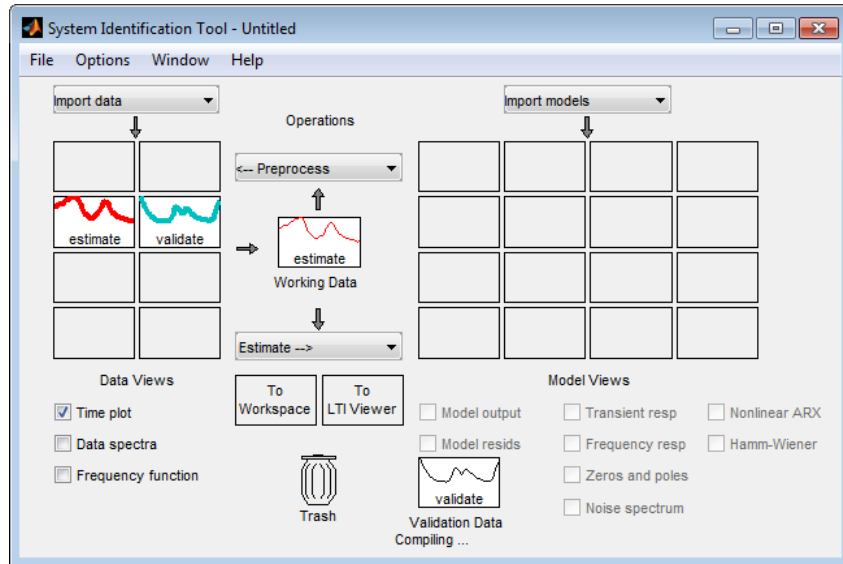 System Identification Tool - Untitled
File Options Window Help
Import data
Import models
Operations
<-- Preprocess
estimate validate
estimate
Working Data
Estimate -->
Data Views
Model Views
To Workspace
To LTI Viewer
Time plot
Data spectra
Frequency function
Model output
Transient resp
Nonlinear ARX
Model resids
Frequency resp
Hamm-Wiener
Zeros and poles
Noise spectrum
Trash
validate
Validation Data
Compiling ...